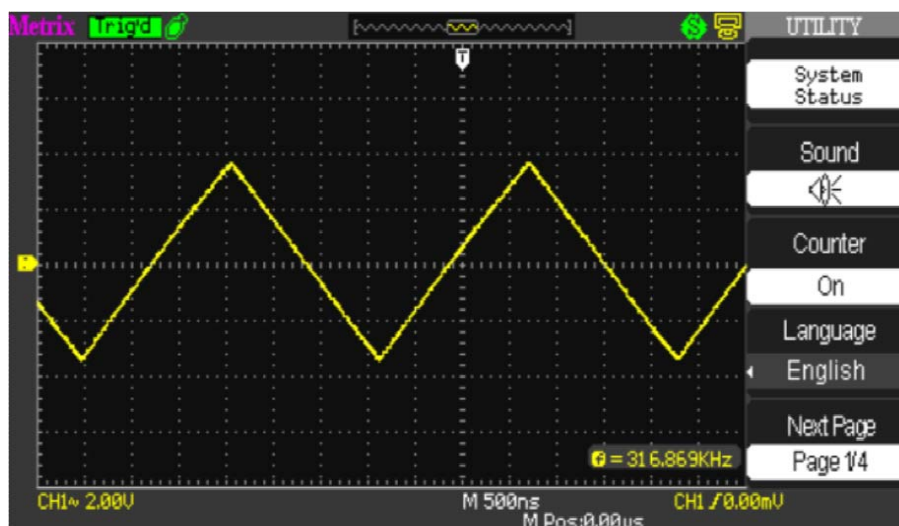 Metrix Trig'd
T
UTILITY
System
Status
Sound
Counter
On
Language
English
Next Page
Page 1/4
f = 316.869KHz
CH1~ 2.00V M 500ns CH1 / 0.00mV
M Pos:0.00us